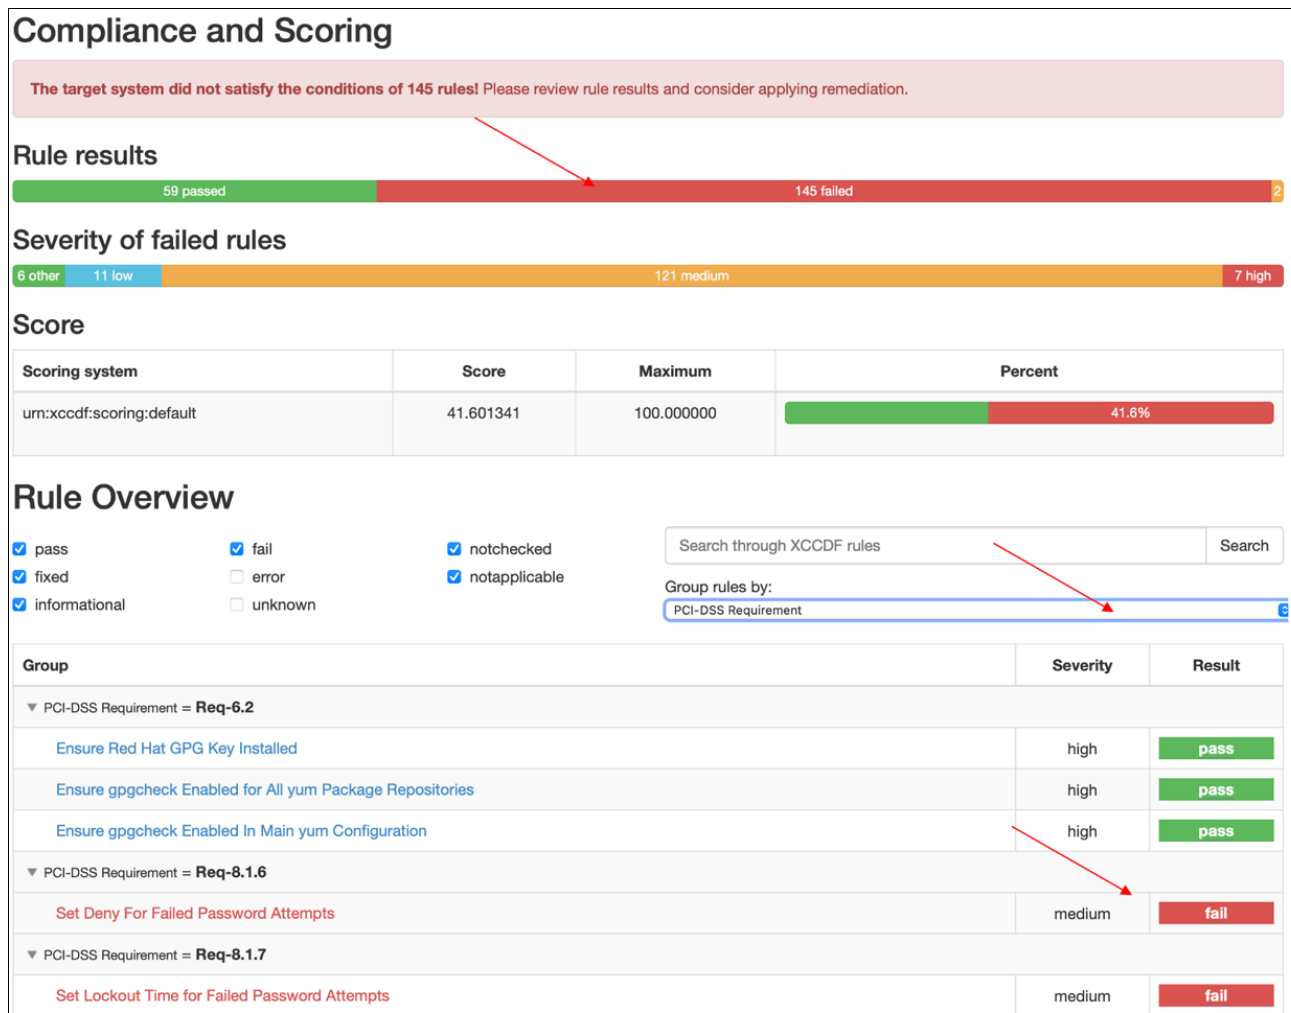 Compliance and Scoring
The target system did not satisfy the conditions of 145 rules! Please review rule results and consider applying remediation.
Rule results
59 passed 145 failed 2
Severity of failed rules
6 other 11 low 121 medium 7 high
Score
Scoring system Score Maximum Percent
urn:xccdf:scoring:default 41.601341 100.000000 41.6%
Rule Overview
pass fail notchecked
fixed error notapplicable
informational unknown
Search through XCCDF rules Search
Group rules by:
PCI-DSS Requirement
Group Severity Result
PCI-DSS Requirement = Req-6.2
Ensure Red Hat GPG Key Installed high pass
Ensure gpgcheck Enabled for All yum Package Repositories high pass
Ensure gpgcheck Enabled In Main yum Configuration high pass
PCI-DSS Requirement = Req-8.1.6
Set Deny For Failed Password Attempts medium fail
PCI-DSS Requirement = Req-8.1.7
Set Lockout Time for Failed Password Attempts medium fail